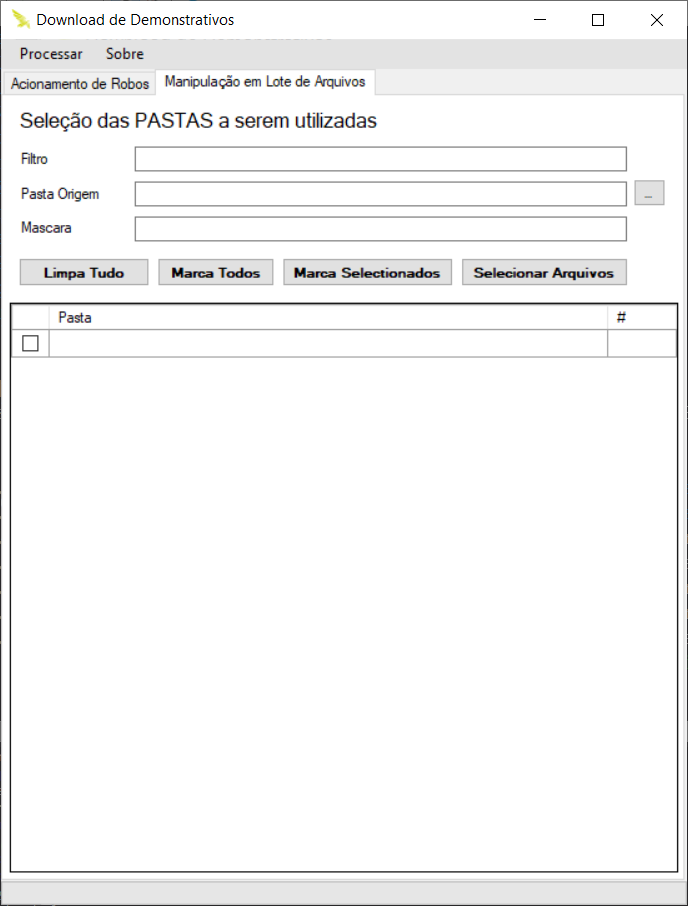 Download de Demonstrativos
Processar Sobre
Acionamento de Robos Manipulação em Lote de Arquivos
Seleção das PASTAS a serem utilizadas
Filtro
Pasta Origem ...
Mascara
Limpa Tudo Marca Todos Marca Selectionados Selecionar Arquivos
Pasta #